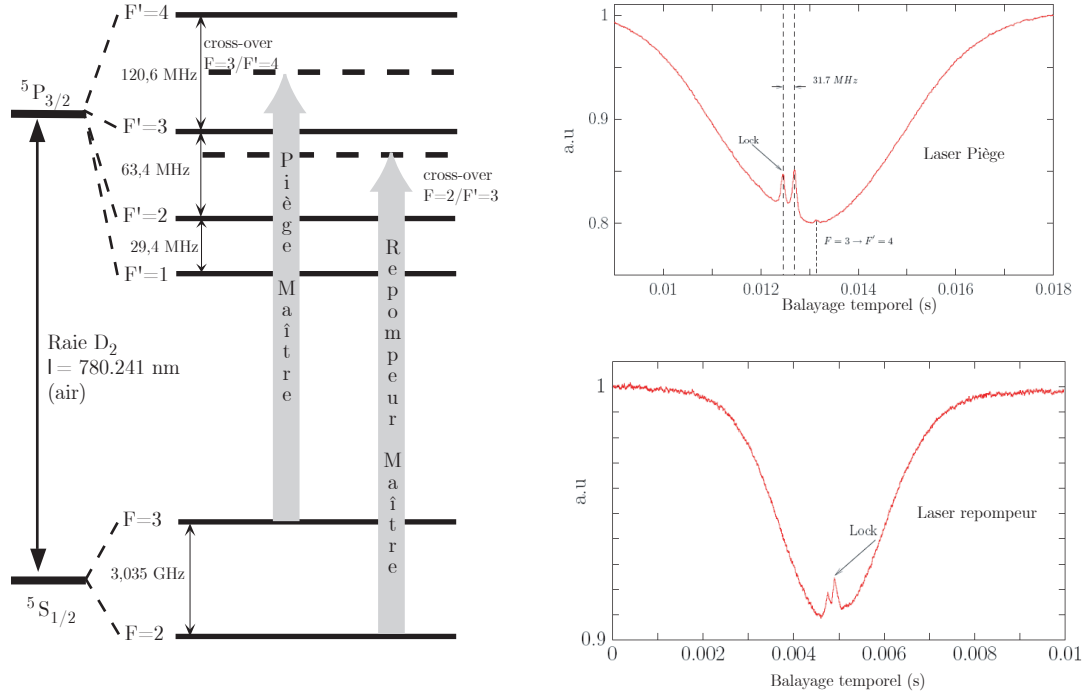 F'=4
cross-over
F=3/F'=4
120,6 MHz
⁵P₃/₂
F'=3
63,4 MHz
cross-over
F=2/F'=3
F'=2
29,4 MHz
F'=1
Piège Maître
Repompeur Maître
Raie D₂
l = 780.241 nm
(air)
F=3
3,035 GHz
⁵S₁/₂
F=2
1
0.9
0.8
a.u
31.7 MHz
Lock
Laser Piège
F = 3 → F' = 4
0.01
0.012
0.014
0.016
0.018
Balayage temporel (s)
1
0.9
a.u
Lock
Laser repompeur
0
0.002
0.004
0.006
0.008
0.01
Balayage temporel (s)